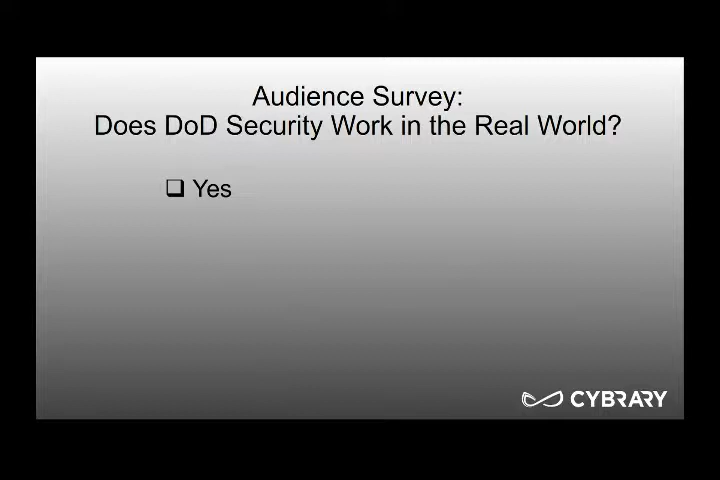 Audience Survey:
Does DoD Security Work in the Real World?
❑ Yes
CYBRARY